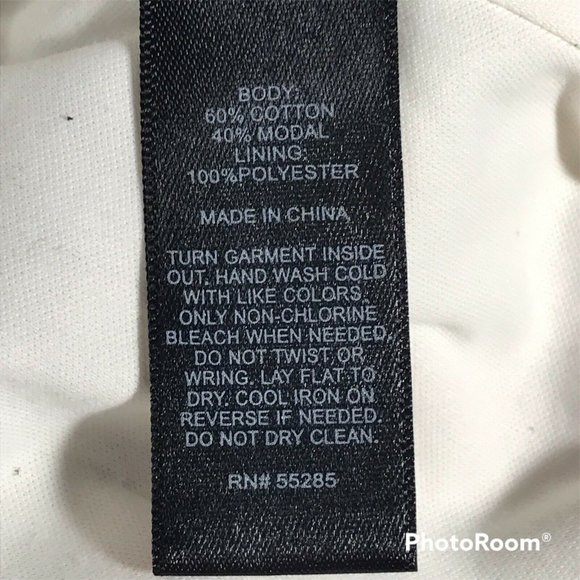 BODY:
60% COTTON
40% MODAL
LINING:
100%POLYESTER
MADE IN CHINA
TURN GARMENT INSIDE
OUT. HAND WASH COLD
WITH LIKE COLORS.
ONLY NON-CHLORINE
BLEACH WHEN NEEDED.
DO NOT TWIST OR
WRING. LAY FLAT TO
DRY. COOL IRON ON
REVERSE IF NEEDED.
DO NOT DRY CLEAN.
RN# 55285
PhotoRoom®